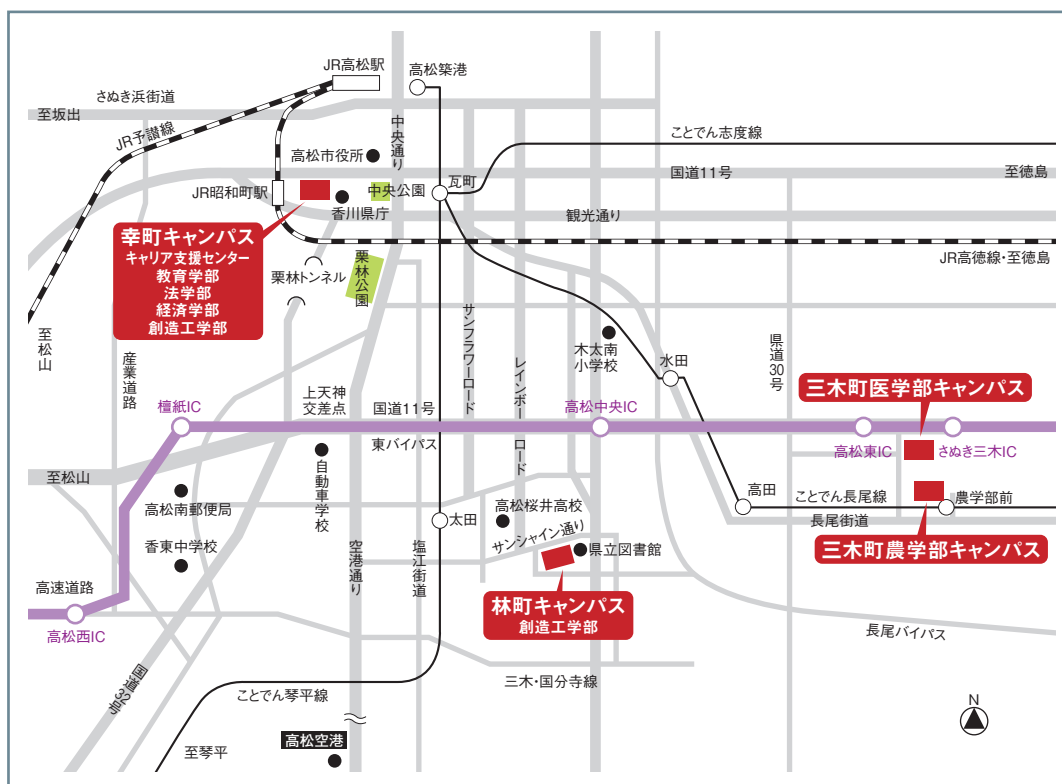 JR高松駅
高松築港
さぬき浜街道
至坂出
JR予讃線
中央通り
高松市役所
ことでん志度線
国道11号
至徳島
JR昭和町駅
中央公園
瓦町
香川県庁
観光通り
幸町キャンパス
キャリア支援センター
教育学部
法学部
経済学部
創造工学部
栗林トンネル
栗林公園
JR高徳線・至徳島
至松山
産業道路
サンフラワーロード
レインボーロード
木太南
小学校
水田
県道30号
三木町医学部キャンパス
檀紙IC
上天神
交差点
国道11号
東バイパス
高松中央IC
高松東IC
さぬき三木IC
至松山
自動車学校
高松南郵便局
高田
ことでん長尾線
農学部前
長尾街道
太田
高松桜井高校
サンシャイン通り
県立図書館
三木町農学部キャンパス
香東中学校
空港通り
塩江街道
高速道路
林町キャンパス
創造工学部
高松西IC
長尾バイパス
国道32号
三木・国分寺線
ことでん琴平線
N
高松空港
至琴平